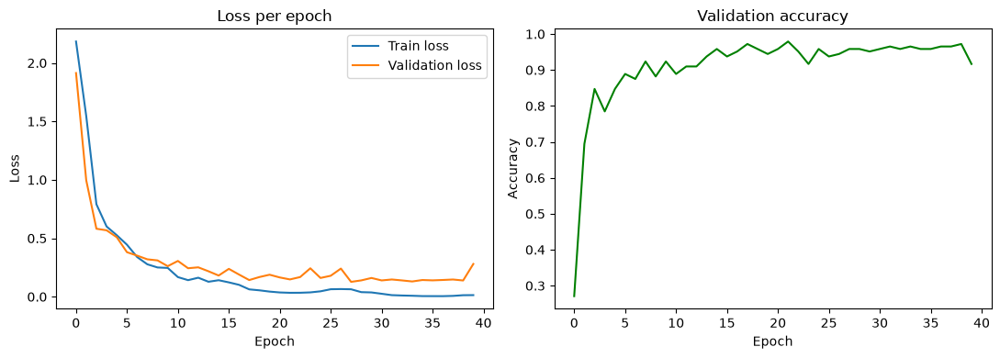 Loss per epoch
Train loss
Validation loss
2.0
1.5
1.0
0.5
0.0
Loss
0 5 10 15 20 25 30 35 40
Epoch
Validation accuracy
1.0
0.9
0.8
0.7
0.6
0.5
0.4
0.3
Accuracy
0 5 10 15 20 25 30 35 40
Epoch